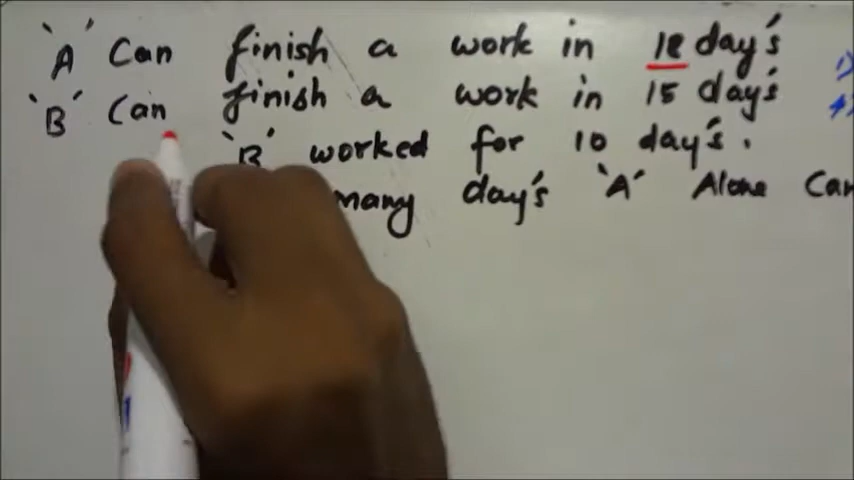 'A' Can finish a work in 18 day's
'B' Can finish a work in 15 day's
'B' worked for 10 day's.
many day's 'A' Alone Can